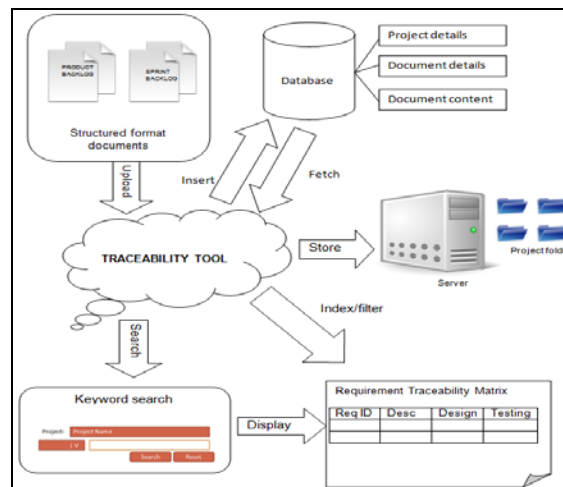 PRODUCT
BACKLOG
SPRINT
BACKLOG
Structured format
documents
Database
Project details
Document details
Document content
Upload
Insert
Fetch
TRACEABILITY TOOL
Store
Server
Project fold
Search
Index/filter
Keyword search
Project:
Project Name
Search
Reset
Display
Requirement Traceability Matrix
Req ID
Desc
Design
Testing